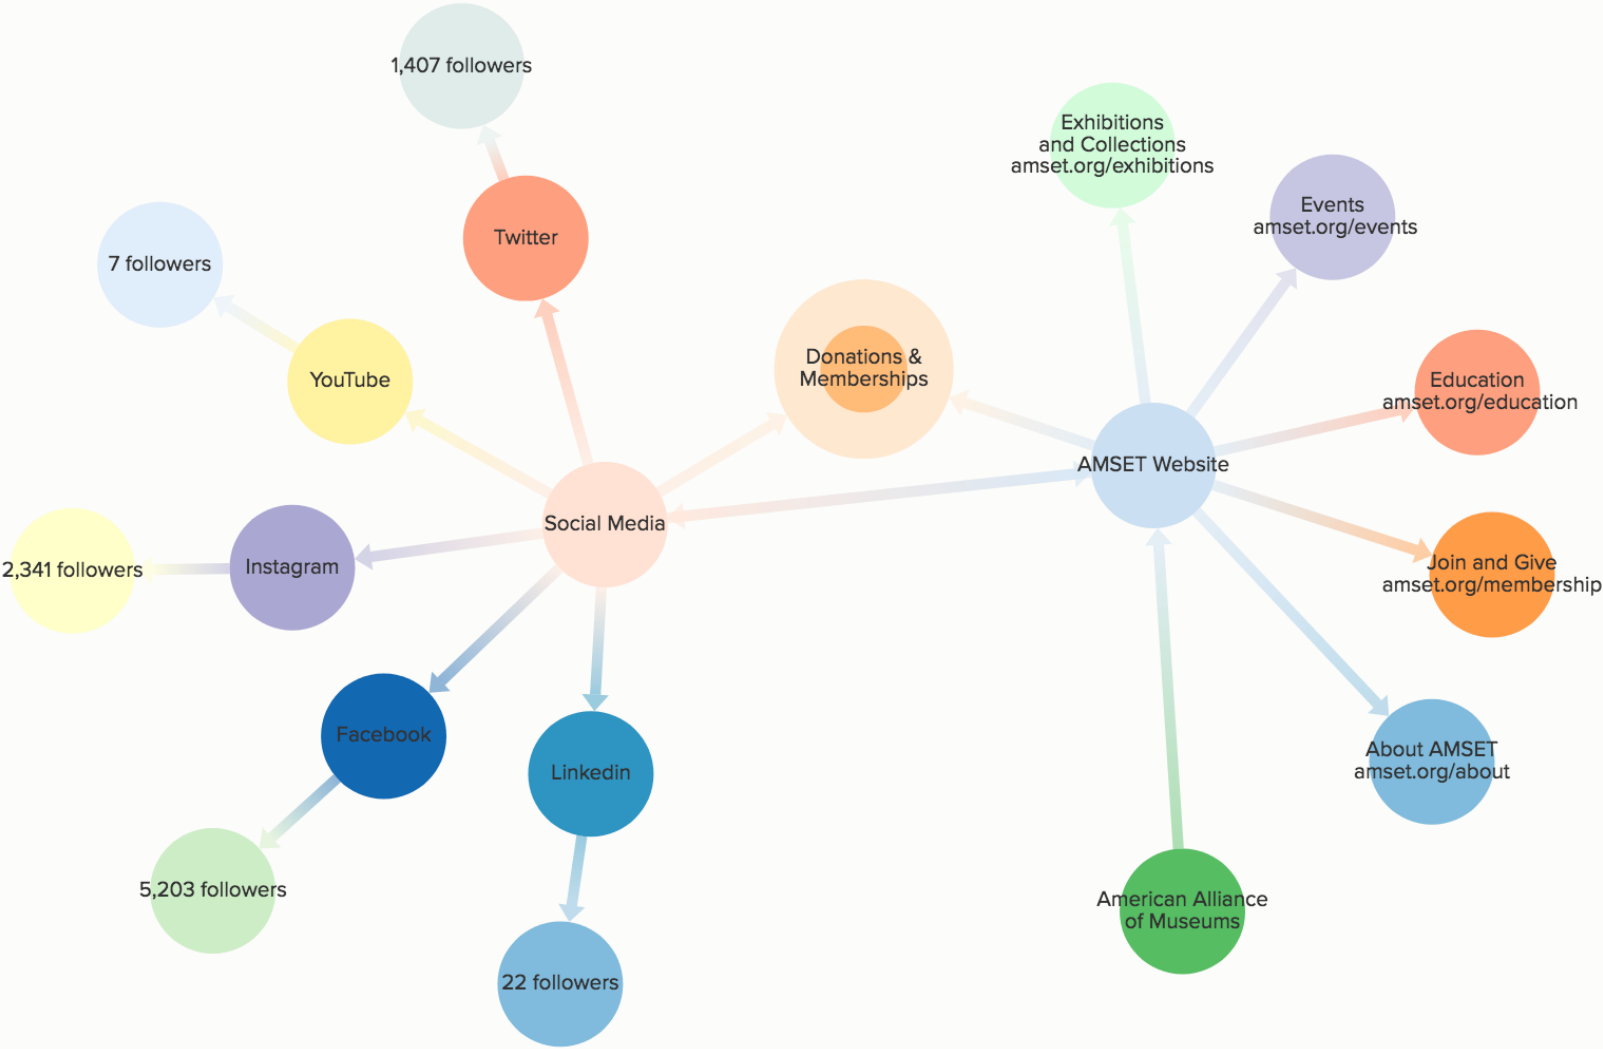 1,407 followers
Exhibitions
and Collections
amset.org/exhibitions
Events
amset.org/events
Twitter
7 followers
Donations &
Memberships
YouTube
Education
amset.org/education
AMSET Website
Social Media
Instagram
2,341 followers
Join and Give
amset.org/membership
Facebook
Linkedin
About AMSET
amset.org/about
5,203 followers
American Alliance
of Museums
22 followers